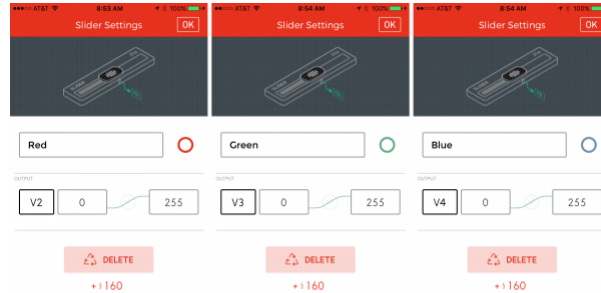 AT&T 8:53 AM 100%
Slider Settings OK
Red
OUTPUT
V2 0 255
DELETE
+ 160
AT&T 8:54 AM 100%
Slider Settings OK
Green
OUTPUT
V3 0 255
DELETE
+ 160
AT&T 8:54 AM 100%
Slider Settings OK
Blue
OUTPUT
V4 0 255
DELETE
+ 160